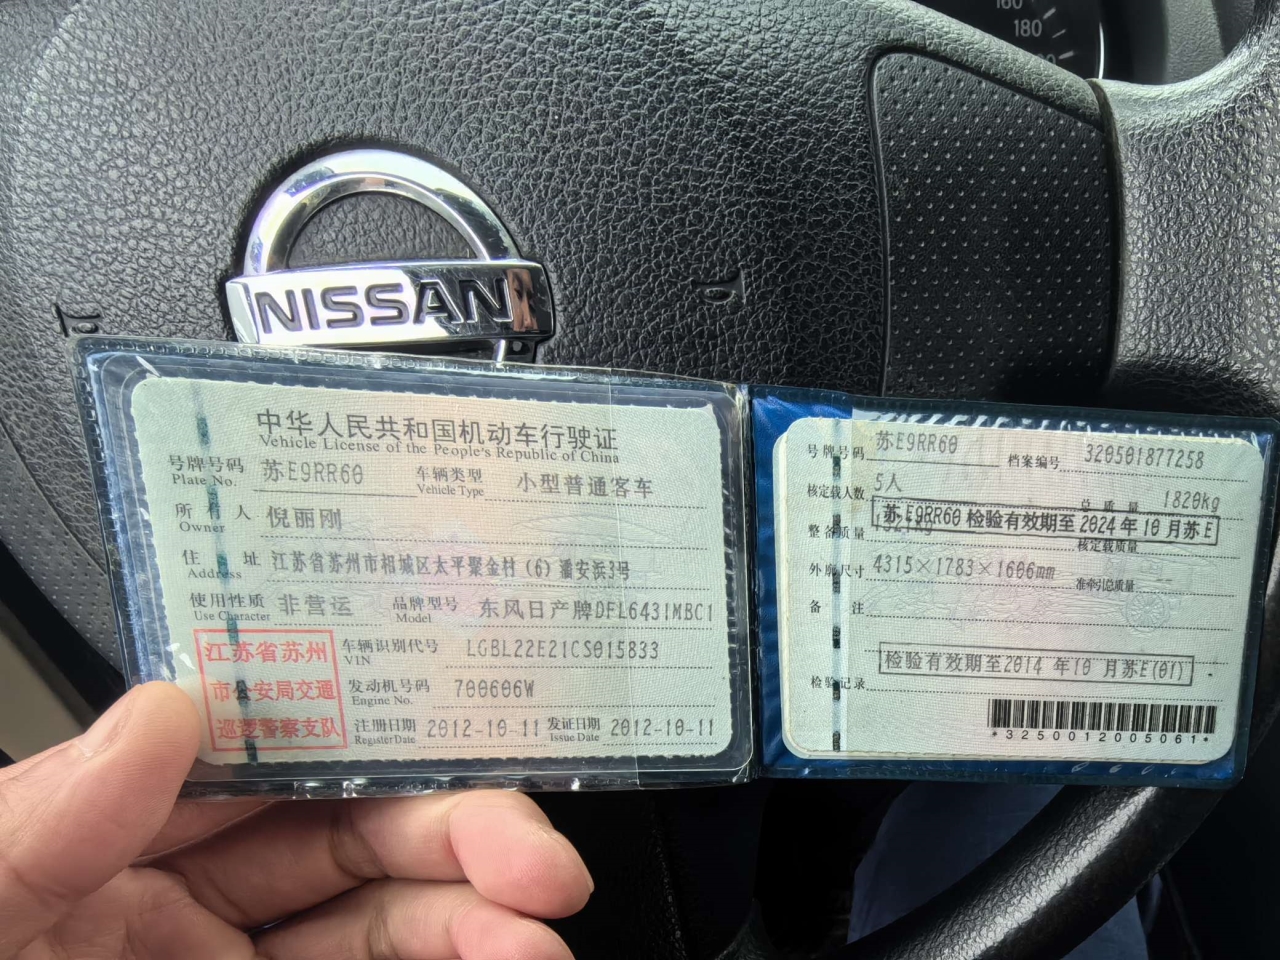 160
180
NISSAN
中华人民共和国机动车行驶证
Vehicle License of the People's Republic of China
号牌号码 苏E9RR60 车辆类型 小型普通客车
Plate No. Vehicle Type
所有人 倪丽刚
Owner
住址 江苏省苏州市相城区太平聚金村(6)潘安浜3号
Address
使用性质 非营运 品牌型号 东风日产牌DFL6431MBC1
Use Character Model
江苏省苏州
市公安局交通
巡逻警察支队
车辆识别代号 LGBL22E21CS015833
VIN
发动机号码 700606W
Engine No.
注册日期 2012-10-11 发证日期 2012-10-11
Register Date Issue Date
号牌号码 苏E9RR60 档案编号 320501877258
核定载人数 5人 总质量 1820kg
苏E9RR60检验有效期至2024年10月苏E
整备质量 核定载质量
外廓尺寸 4315×1783×1606mm 准牵引总质量 --
备注
检验有效期至2014年10月苏E(01)
检验记录
*3250012005061*